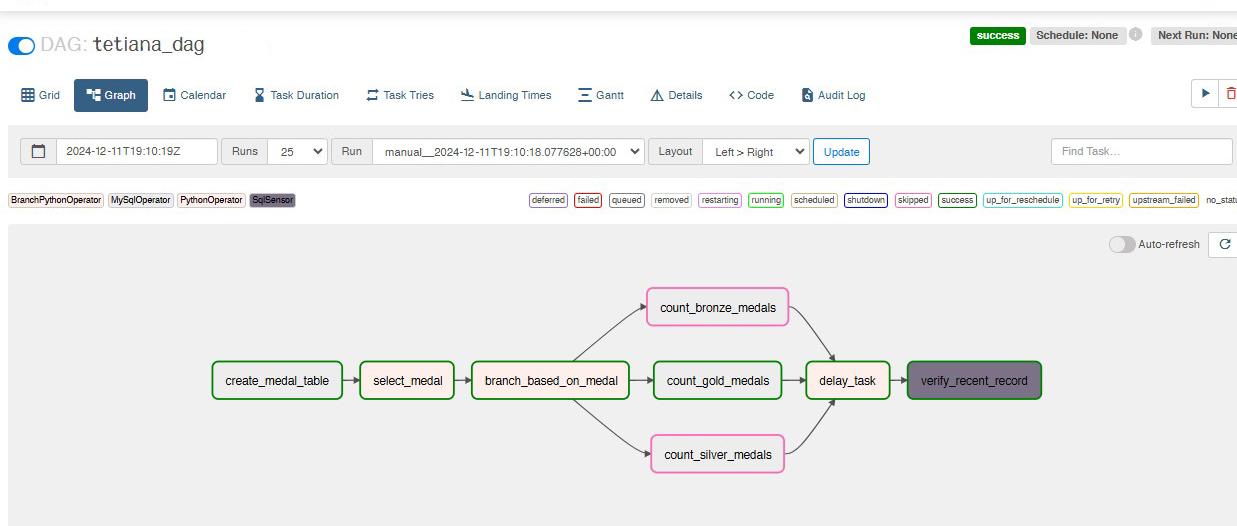 DAG: tetiana_dag
success Schedule: None i Next Run: None
Grid Graph Calendar Task Duration Task Tries Landing Times Gantt Details Code Audit Log
2024-12-11T19:10:19Z Runs 25 Run manual__2024-12-11T19:10:18.077628+00:00 Layout Left > Right Update Find Task...
BranchPythonOperator MySqlOperator PythonOperator SqlSensor deferred failed queued removed restarting running scheduled shutdown skipped success up_for_reschedule up_for_retry upstream_failed no_statu
Auto-refresh
count_bronze_medals
create_medal_table select_medal branch_based_on_medal count_gold_medals delay_task verify_recent_record
count_silver_medals